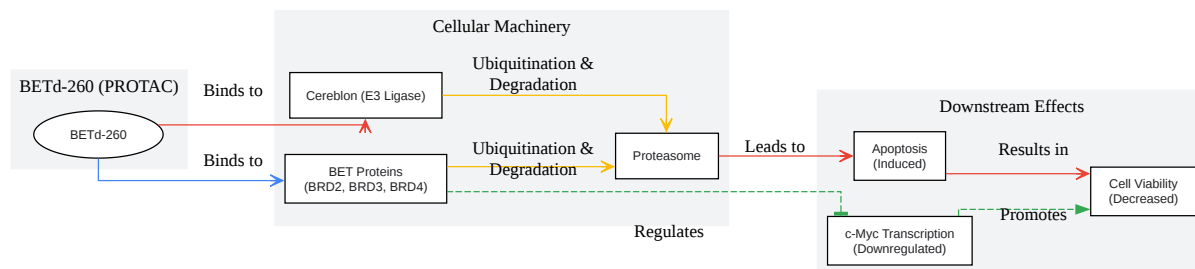 Cellular Machinery
BETd-260 (PROTAC)
BETd-260
Binds to
Binds to
Cereblon (E3 Ligase)
BET Proteins
(BRD2, BRD3, BRD4)
Ubiquitination &
Degradation
Ubiquitination &
Degradation
Proteasome
Regulates
Leads to
Downstream Effects
Apoptosis
(Induced)
c-Myc Transcription
(Downregulated)
Results in
Promotes
Cell Viability
(Decreased)